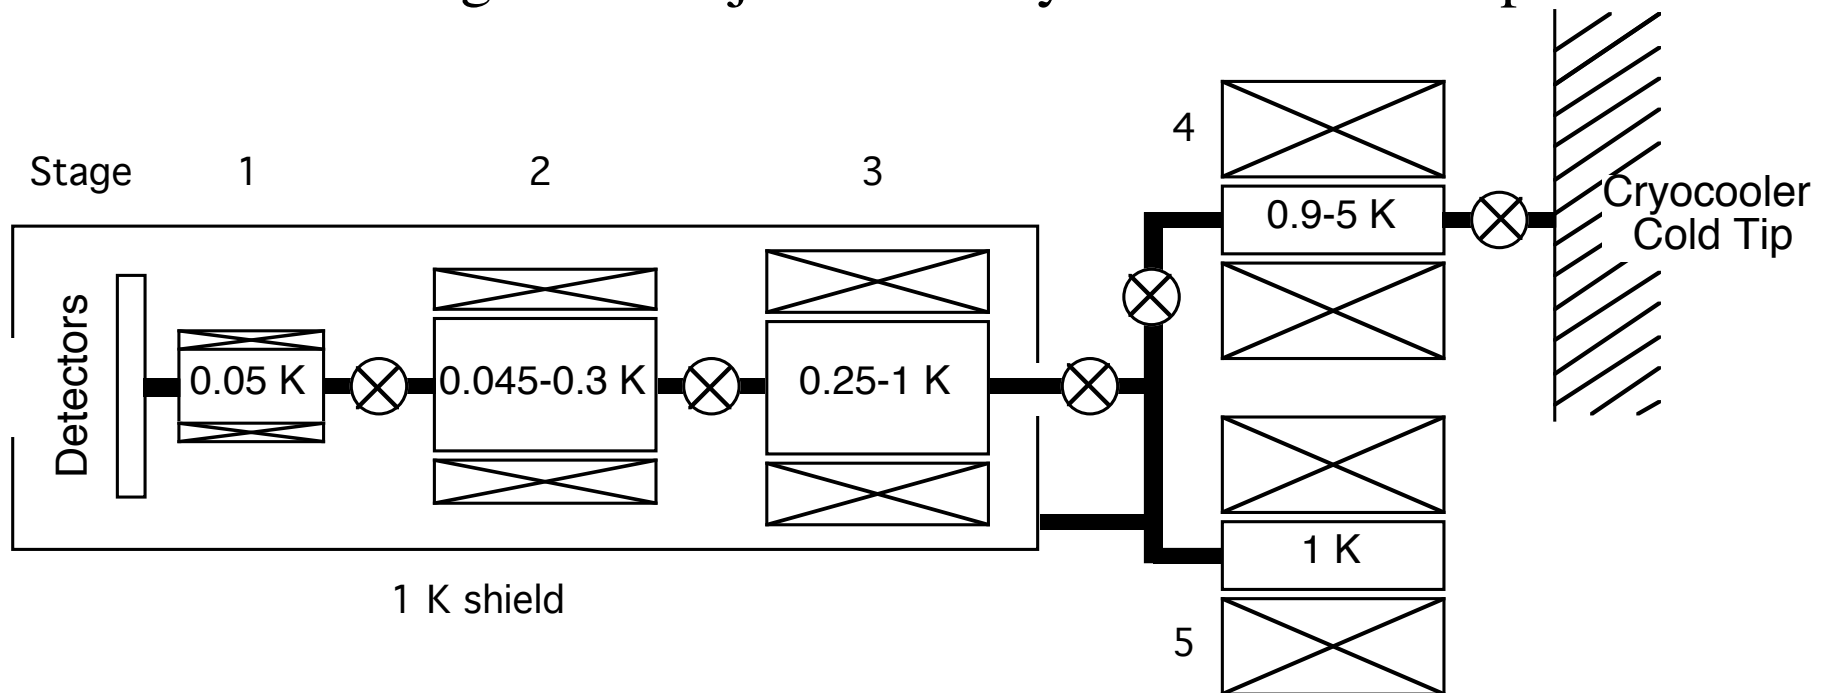 Stage 1 2 3
4
5
Detectors
0.05 K
0.045-0.3 K
0.25-1 K
0.9-5 K
1 K
Cryocooler
Cold Tip
1 K shield